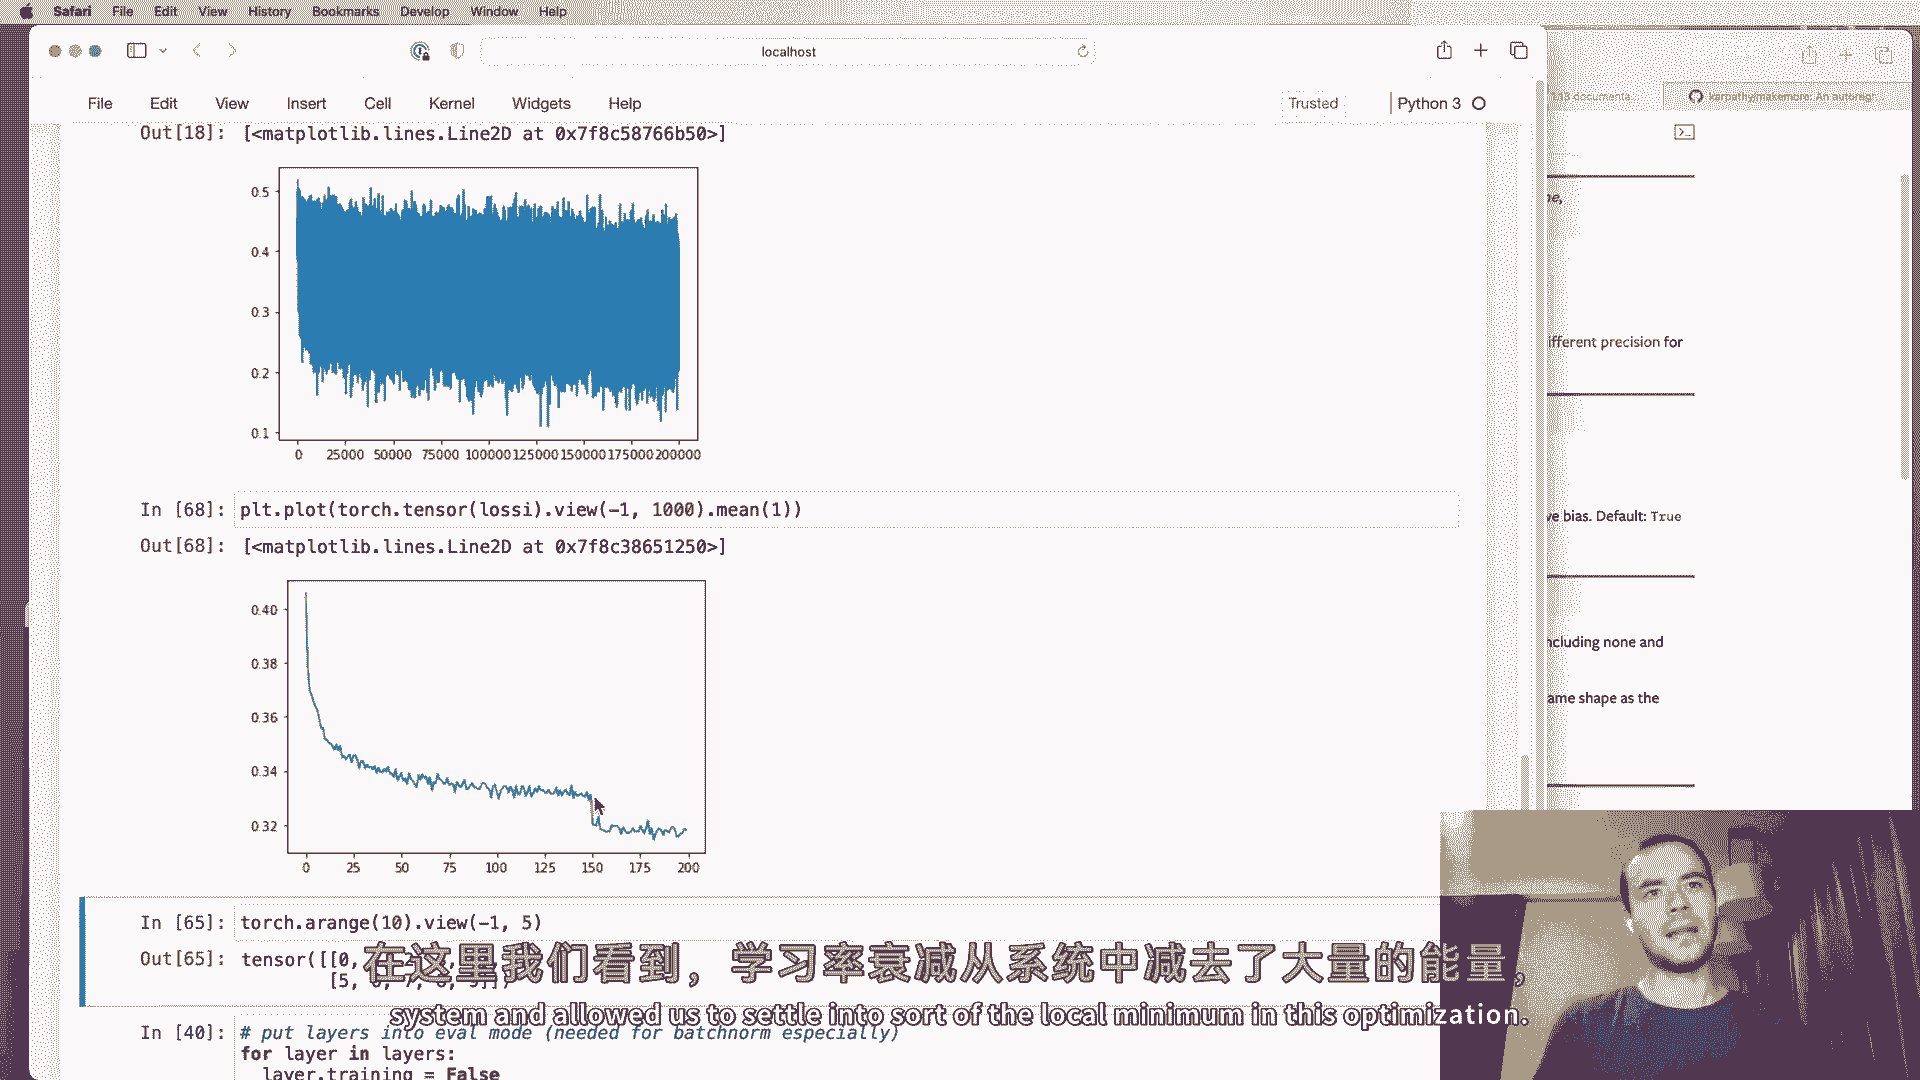 Safari File Edit View History Bookmarks Develop Window Help
localhost
karpathy/makemore: An autoregr
File Edit View Insert Cell Kernel Widgets Help
Trusted
Python 3
Out[18]: [<matplotlib.lines.Line2D at 0x7f8c58766b50>]
0.5
0.4
0.3
0.2
0.1
0 25000 50000 75000 100000 125000 150000 175000 200000
In [68]: plt.plot(torch.tensor(lossi).view(-1, 1000).mean(1))
Out[68]: [<matplotlib.lines.Line2D at 0x7f8c38651250>]
0.40
0.38
0.36
0.34
0.32
0 25 50 75 100 125 150 175 200
In [65]: torch.arange(10).view(-1, 5)
Out[65]: tensor([[0,
[5,
在这里我们看到，学习率衰减从系统中减去了大量的能量，
system and allowed us to settle into sort of the local minimum in this optimization.
In [40]: # put layers into eval mode (needed for batchnorm especially)
for layer in layers:
layer.training = False
ifferent precision for
ve bias. Default: True
ncluding none and
ame shape as the